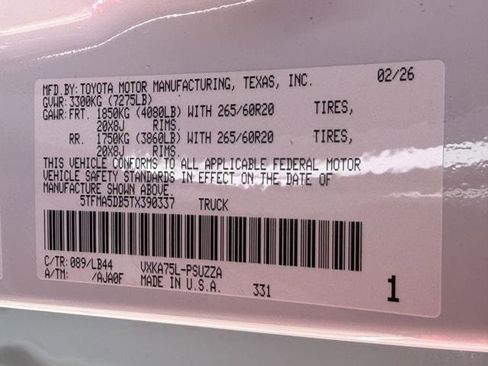 MFD.BY: TOYOTA MOTOR MANUFACTURING, TEXAS, INC. 02/26
GVWR: 3300KG (7275LB)
GAWR: FRT. 1850KG (4080LB) WITH 265/60R20 TIRES,
20X8J RIMS.
RR. 1750KG (3860LB) WITH 265/60R20 TIRES,
20X8J RIMS.
THIS VEHICLE CONFORMS TO ALL APPLICABLE FEDERAL MOTOR
VEHICLE SAFETY STANDARDS IN EFFECT ON THE DATE OF
MANUFACTURE SHOWN ABOVE.
5TFMA5DB5TX390337 TRUCK
C/TR: 089/LB44 VXKA75L-PSUZZA
A/TM: /AJA0F MADE IN U.S.A. 331 1